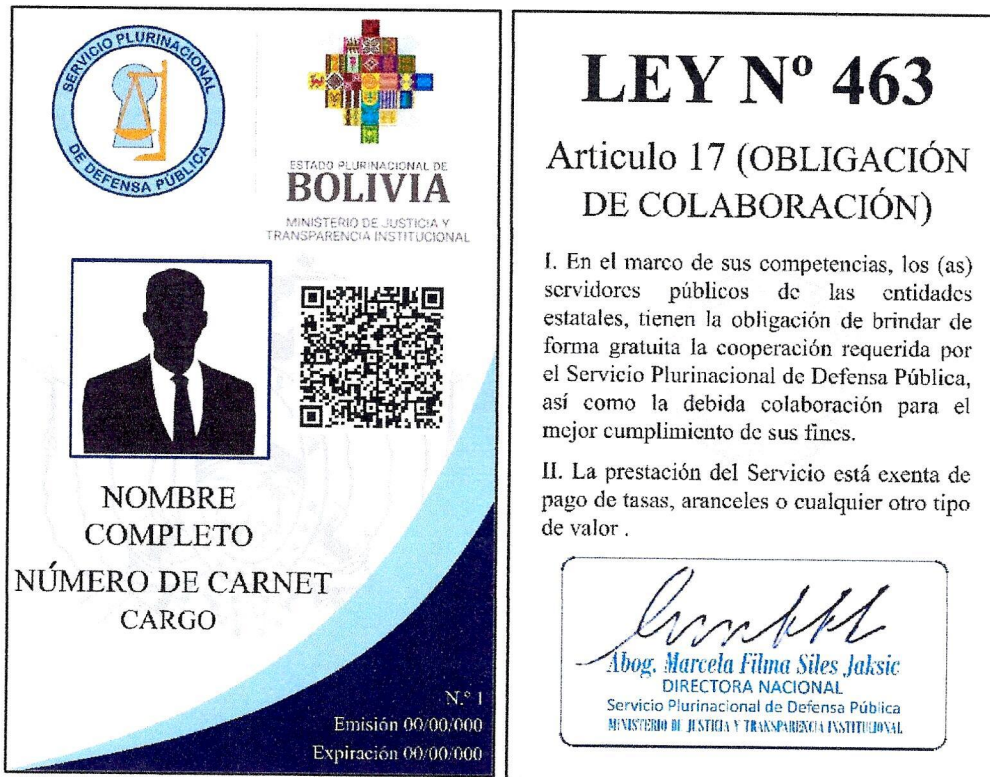 SERVICIO PLURINACIONAL
DE DEFENSA PÚBLICA
ESTADO PLURINACIONAL DE
BOLIVIA
MINISTERIO DE JUSTICIA Y
TRANSPARENCIA INSTITUCIONAL
NOMBRE
COMPLETO
NÚMERO DE CARNET
CARGO
N.º 1
Emisión 00/00/000
Expiración 00/00/000
LEY Nº 463
Articulo 17 (OBLIGACIÓN
DE COLABORACIÓN)
I. En el marco de sus competencias, los (as)
servidores públicos de las entidades
estatales, tienen la obligación de brindar de
forma gratuita la cooperación requerida por
el Servicio Plurinacional de Defensa Pública,
así como la debida colaboración para el
mejor cumplimiento de sus fines.
II. La prestación del Servicio está exenta de
pago de tasas, aranceles o cualquier otro tipo
de valor .
Abog. Marcela Filma Siles Jaksic
DIRECTORA NACIONAL
Servicio Plurinacional de Defensa Pública
MINISTERIO DE JUSTICIA Y TRANSPARENCIA INSTITUCIONAL